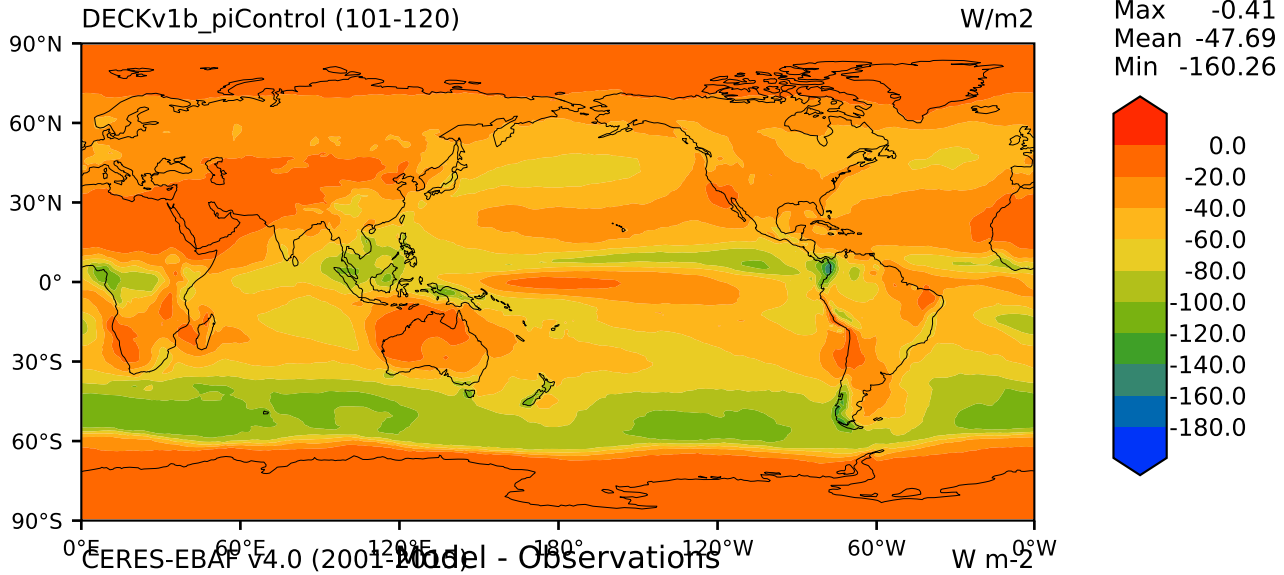 DECKv1b_piControl (101-120) W/m2
Max -0.41
Mean -47.69
Min -160.26
90°N
60°N
30°N
0°
30°S
60°S
90°S
0.0
-20.0
-40.0
-60.0
-80.0
-100.0
-120.0
-140.0
-160.0
-180.0
0°E 60°E 120°E 180° 120°W 60°W 0°W
CERES-EBAF v4.0 (2001-2015) Model - Observations W m-2